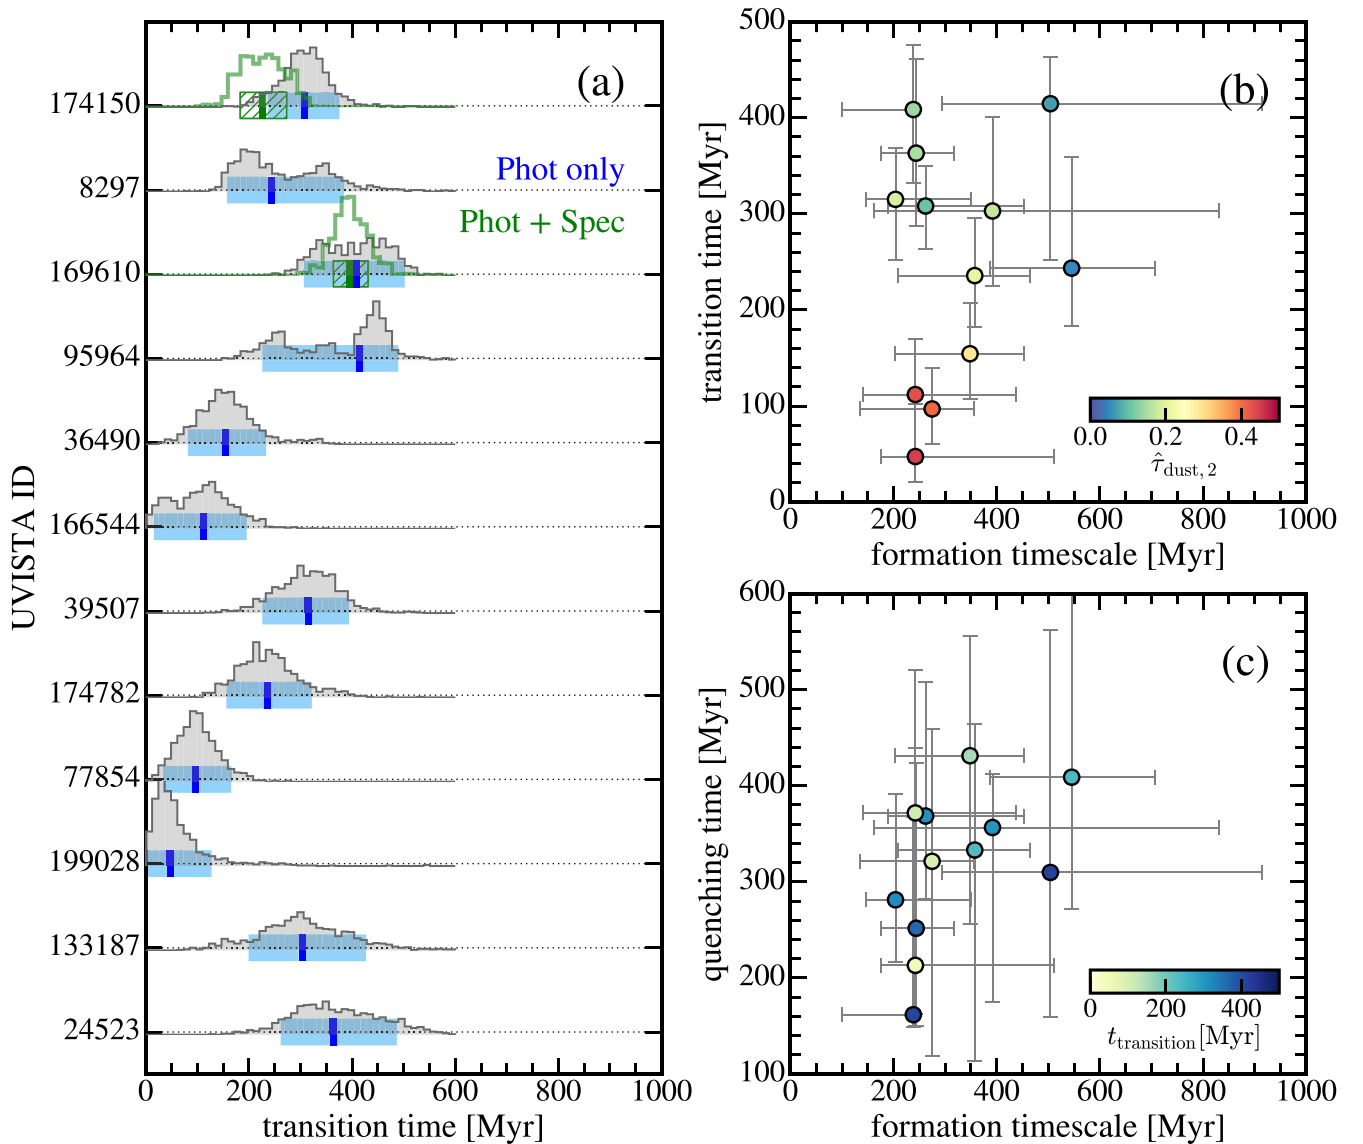 (a)
Phot only
Phot + Spec
UVISTA ID
174150
8297
169610
95964
36490
166544
39507
174782
77854
199028
133187
24523
0 200 400 600 800 1000
transition time [Myr]
(b)
transition time [Myr]
500
400
300
200
100
0
0.0 0.2 0.4
τ̂dust, 2
0 200 400 600 800 1000
formation timescale [Myr]
(c)
quenching time [Myr]
600
500
400
300
200
100
0 200 400
ttransition[Myr]
0 200 400 600 800 1000
formation timescale [Myr]